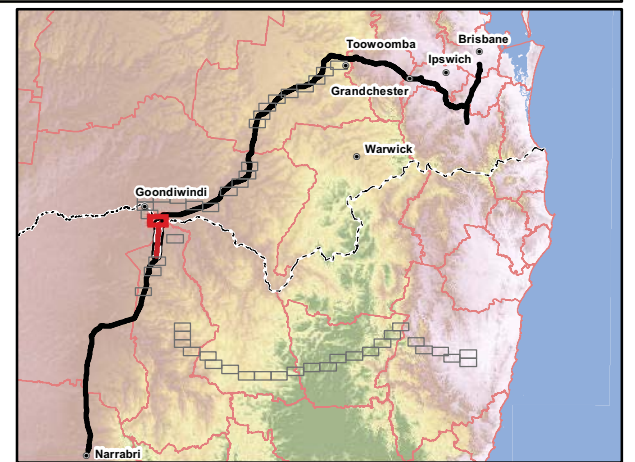 Brisbane
Toowoomba
Ipswich
Grandchester
Warwick
Goondiwindi
Narrabri